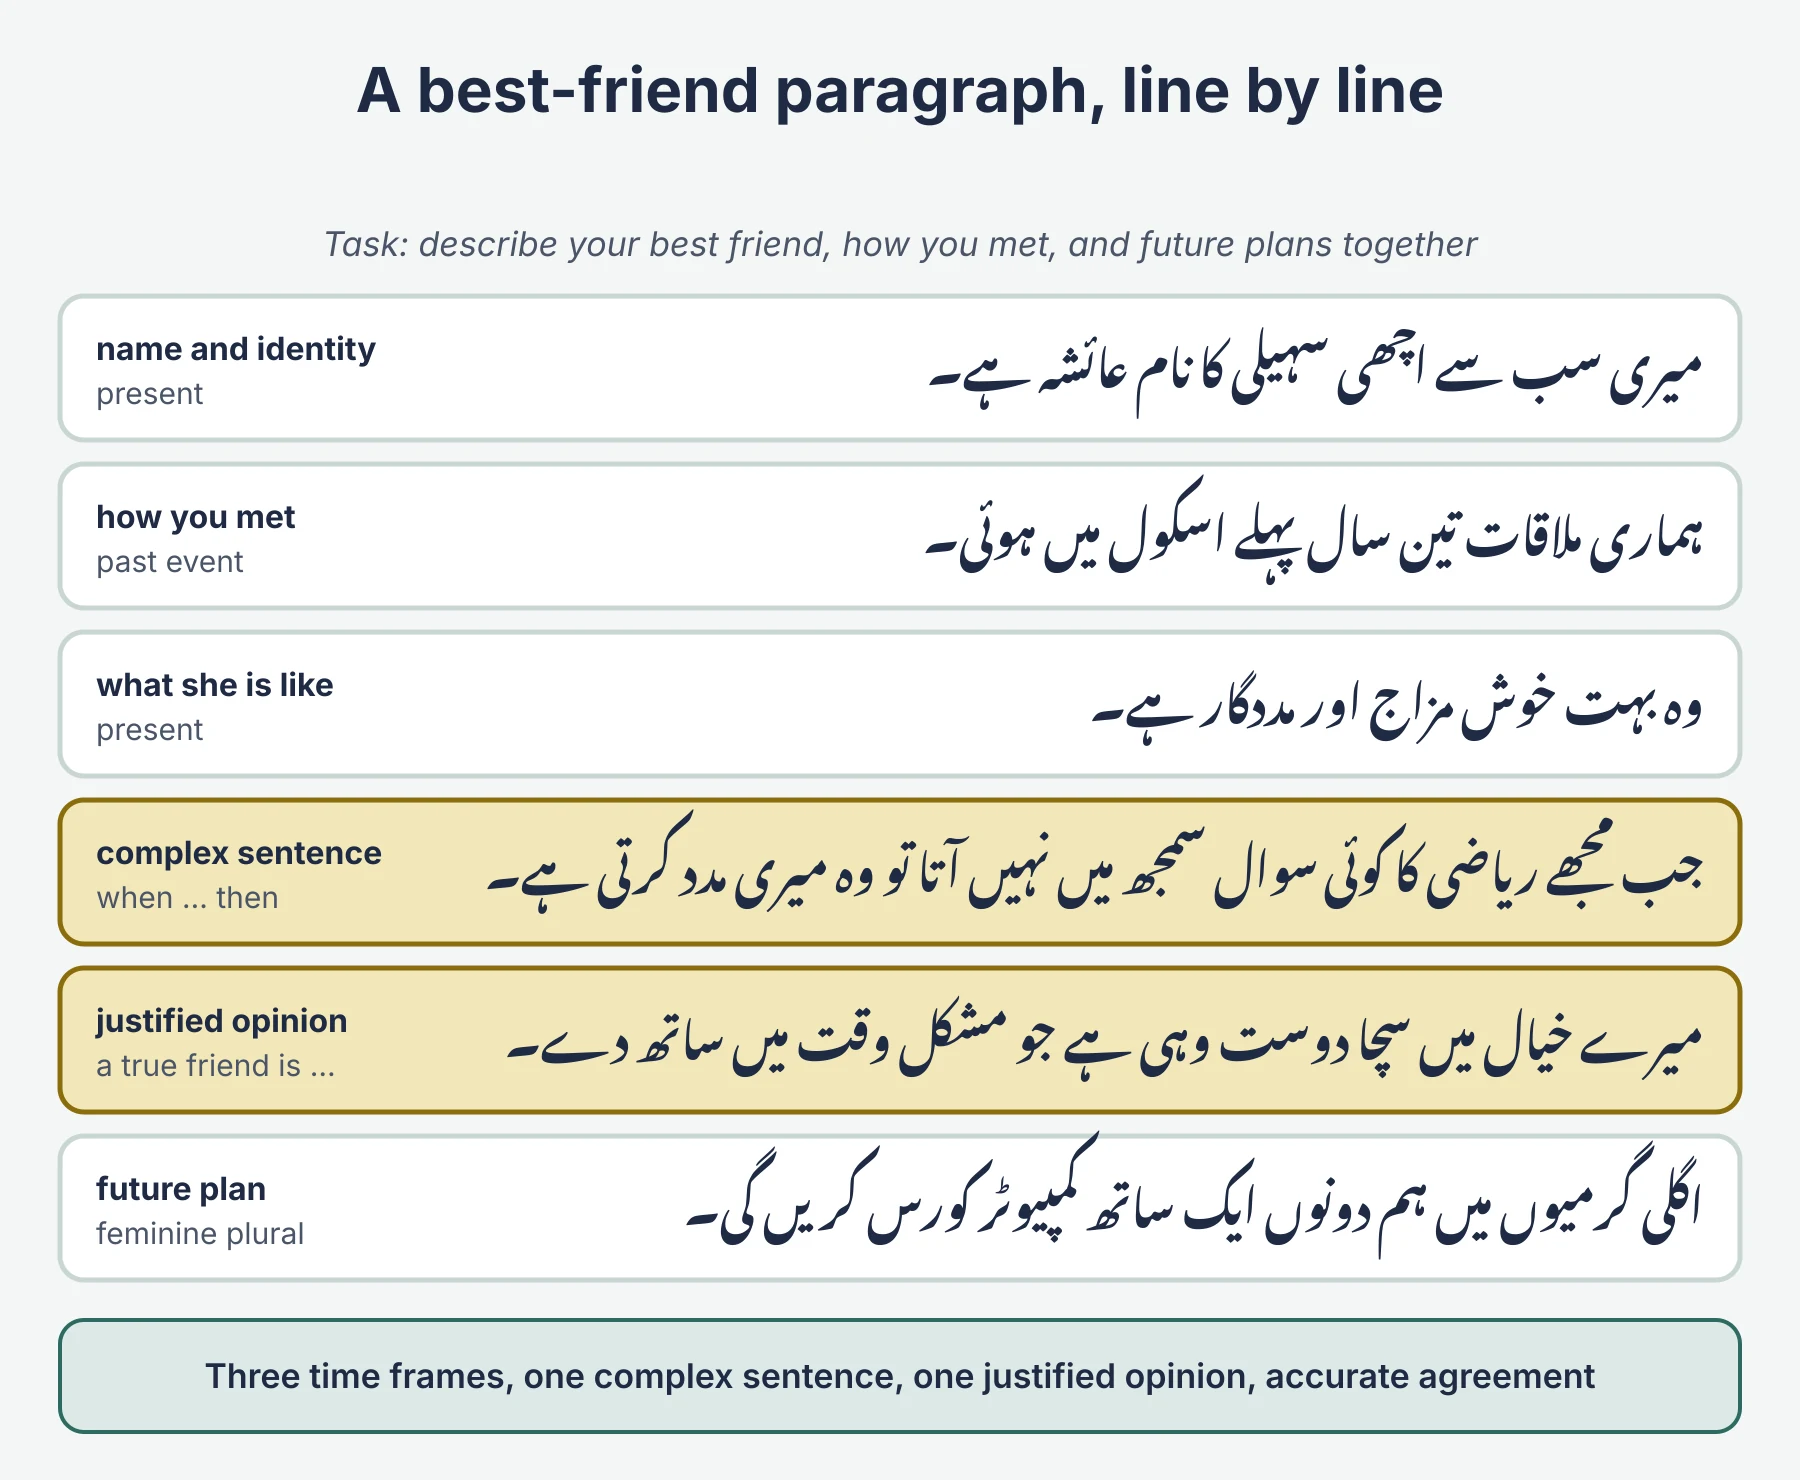 A best-friend paragraph, line by line
Task: describe your best friend, how you met, and future plans together
name and identity
present
میری سب سے اچھی سہیلی کا نام عائشہ ہے۔
how you met
past event
ہماری ملاقات تین سال پہلے اسکول میں ہوئی۔
what she is like
present
وہ بہت خوش مزاج اور مددگار ہے۔
complex sentence
when ... then
جب مجھے ریاضی کا کوئی سوال سمجھ میں نہیں آتا تو وہ میری مدد کرتی ہے۔
justified opinion
a true friend is ...
میرے خیال میں سچا دوست وہی ہے جو مشکل وقت میں ساتھ دے۔
future plan
feminine plural
اگلی گرمیوں میں ہم دونوں ایک ساتھ کمپیوٹر کورس کریں گی۔
Three time frames, one complex sentence, one justified opinion, accurate agreement